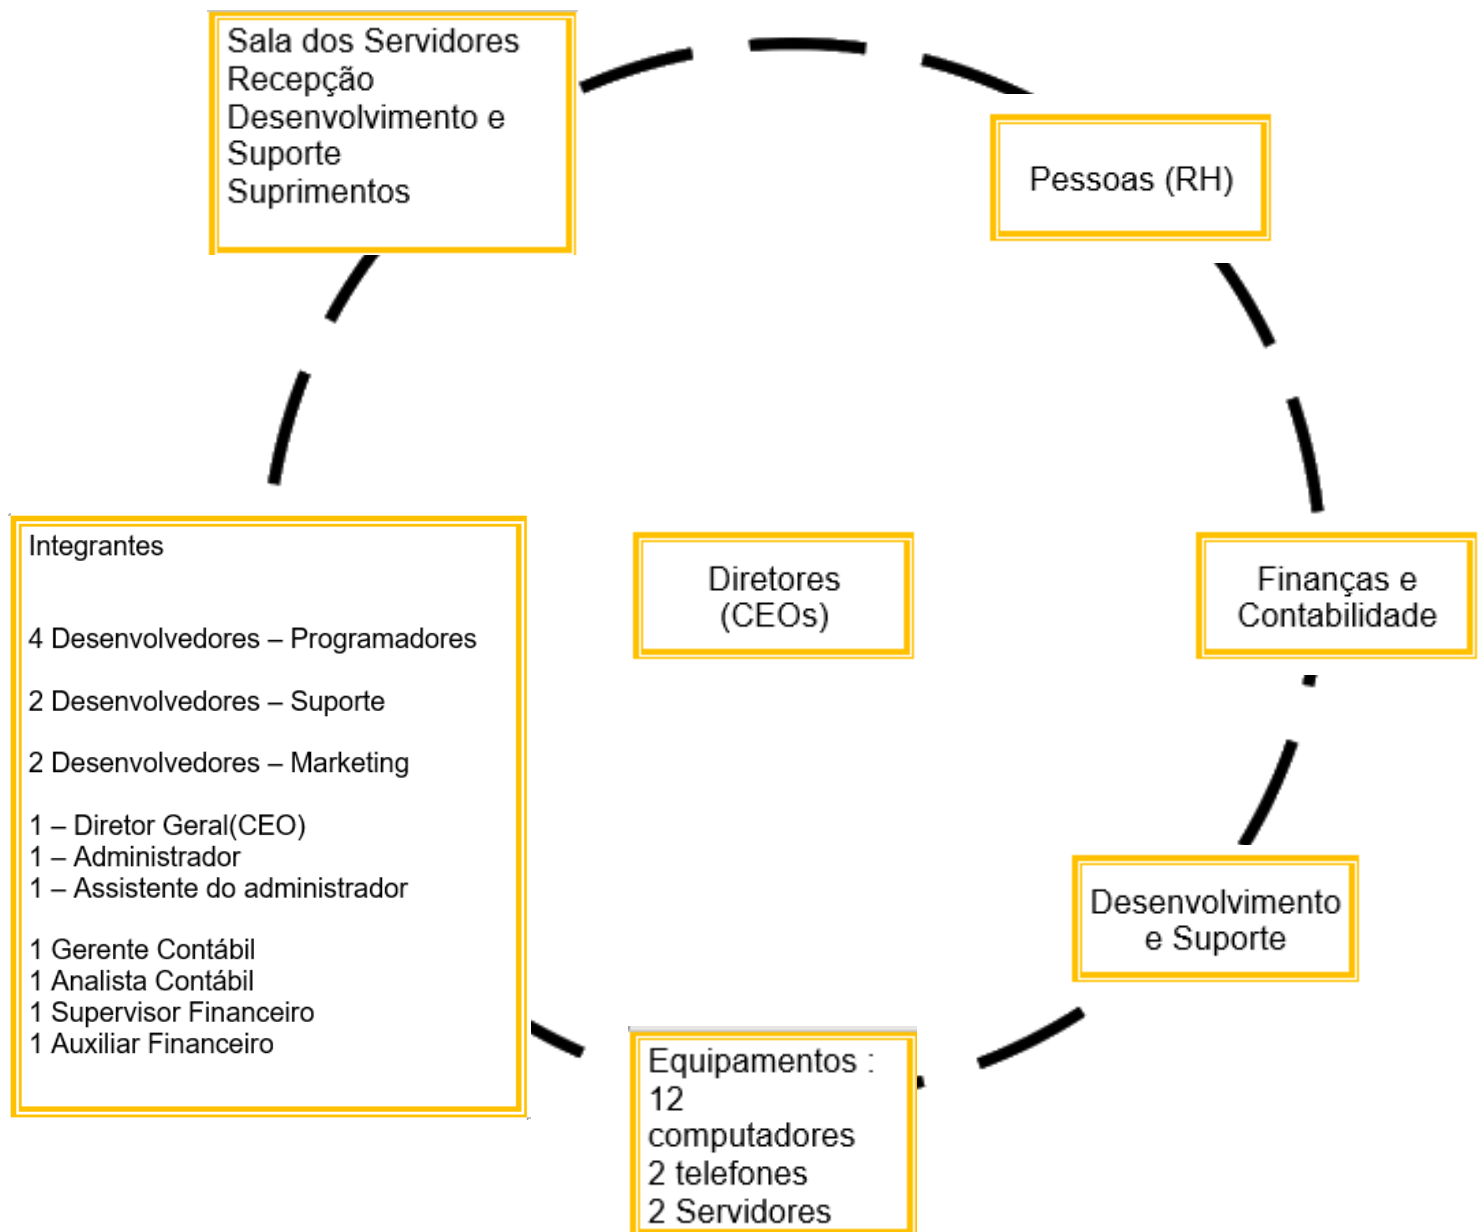 Sala dos Servidores
Recepção
Desenvolvimento e
Suporte
Suprimentos
Pessoas (RH)
Integrantes
4 Desenvolvedores – Programadores
2 Desenvolvedores – Suporte
2 Desenvolvedores – Marketing
1 – Diretor Geral(CEO)
1 – Administrador
1 – Assistente do administrador
1 Gerente Contábil
1 Analista Contábil
1 Supervisor Financeiro
1 Auxiliar Financeiro
Diretores
(CEOs)
Finanças e
Contabilidade
Desenvolvimento
e Suporte
Equipamentos :
12
computadores
2 telefones
2 Servidores